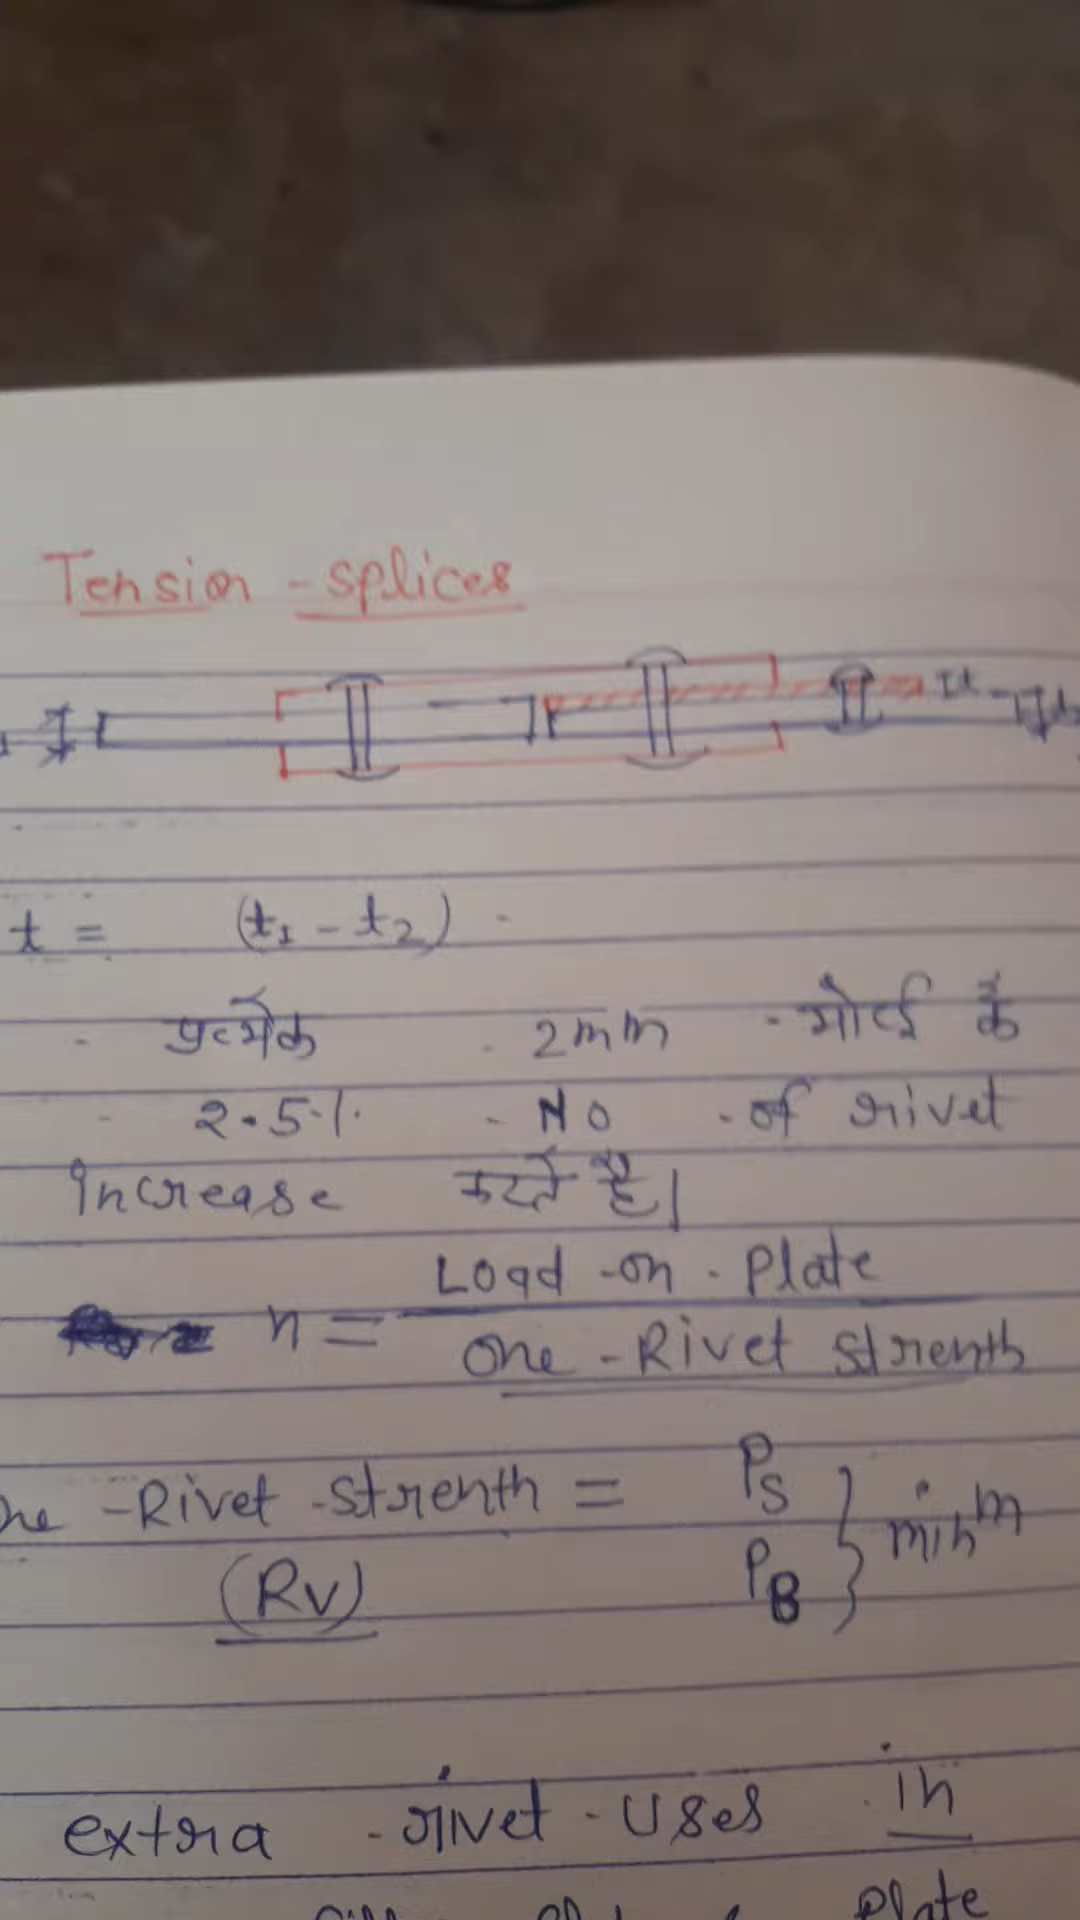 Tension - splices
t = (t1 - t2)
प्रत्येक 2mm मोटाई के
2.5% No of rivet
increase करते है।
Load on Plate
n =
one - Rivet strenth
one - Rivet - strenth = Ps
PB } minm
(Rv)
extra rivet uses in
Plate